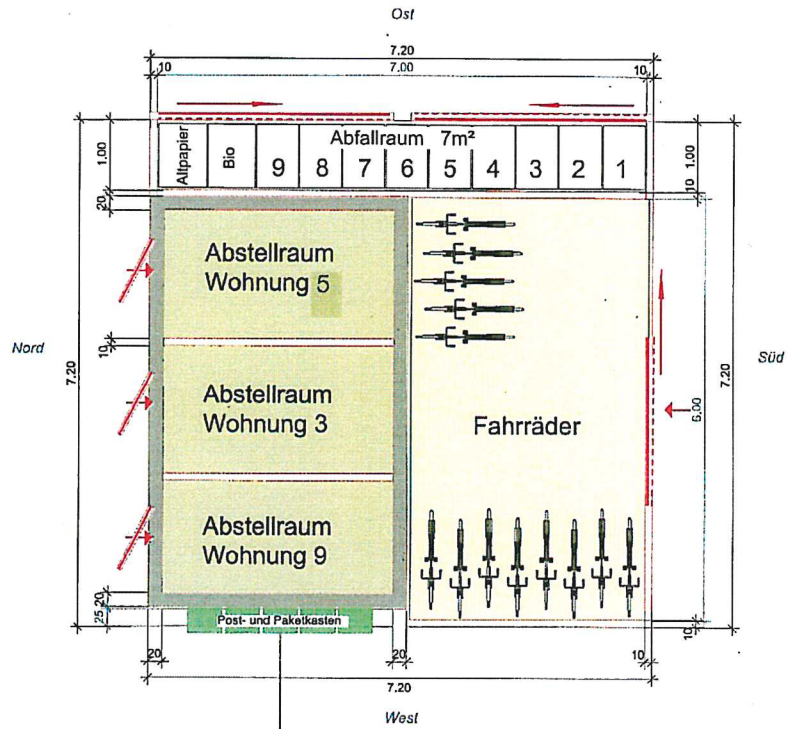 Ost
7.20
10 7.00 10
Abfallraum 7m²
Altpapier Bio 9 8 7 6 5 4 3 2 1
1.00 1.00
20 10
Abstellraum
Wohnung 5
Nord 7.20 10 7.20 Süd
Abstellraum
Wohnung 3
Fahrräder
Abstellraum
Wohnung 9
20
25
Post- und Paketkasten
10
20 20 10
7.20
West